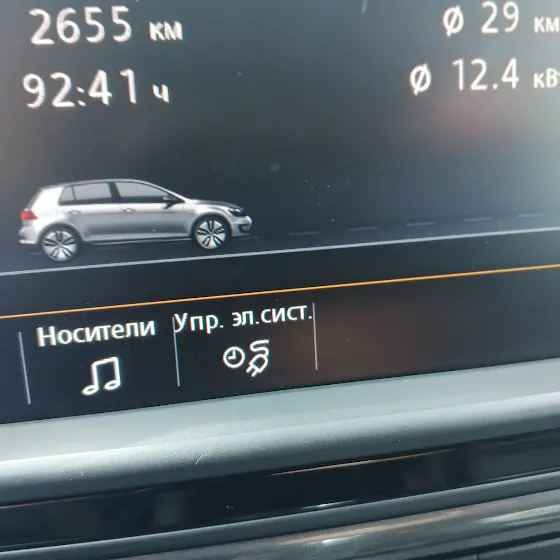 2655 км
Ø 29 км
92:41 ч
Ø 12.4 кВ
Носители
Упр. эл.сист.